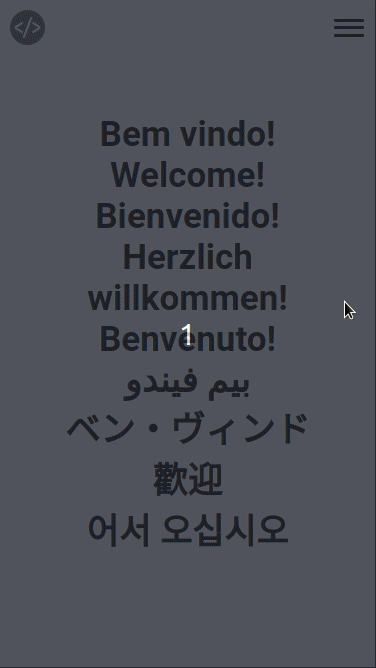 </>
Bem vindo!
Welcome!
Bienvenido!
Herzlich
willkommen!
Benvenuto!
1
بيم فيندو
ベン・ヴィンド
歡迎
어서 오십시오